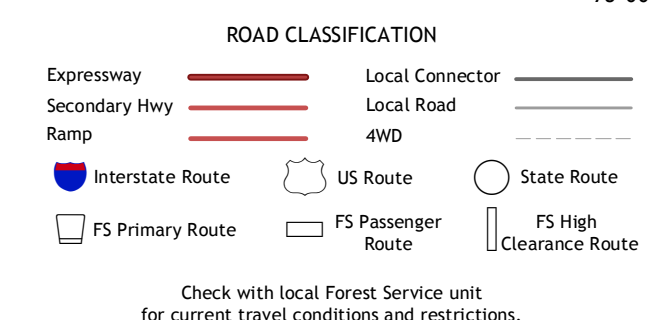 ROAD CLASSIFICATION
Expressway
Local Connector
Secondary Hwy
Local Road
Ramp
4WD
Interstate Route
US Route
State Route
FS Primary Route
FS Passenger
Route
FS High
Clearance Route
Check with local Forest Service unit
for current travel conditions and restrictions.